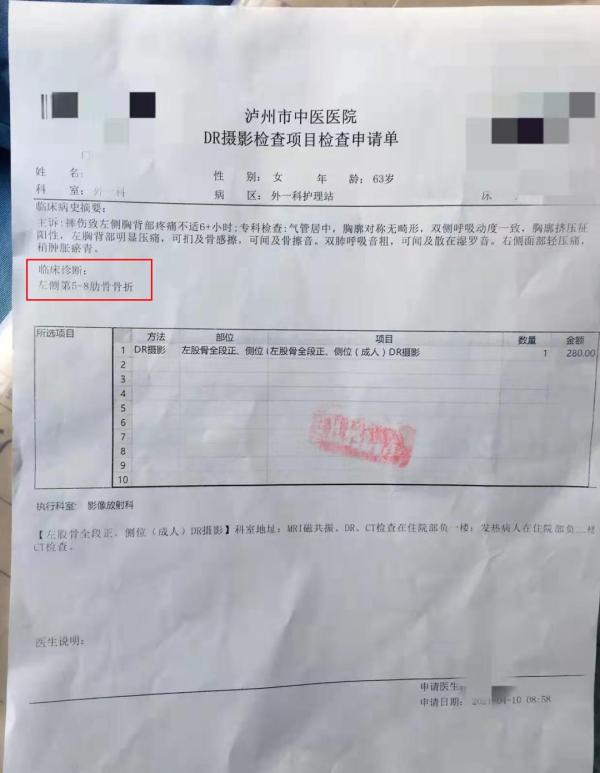 泸州市中医医院
DR摄影检查项目检查申请单
姓 名:
性 别: 女 年 龄: 63岁
科 室: 外一科 病 区: 外一科护理站 床
临床病史摘要:
主诉:摔伤致左侧胸背部疼痛不适6+小时;专科检查:气管居中,胸廓对称无畸形,双侧呼吸动度一致,胸廓挤压征
阳性,左胸背部明显压痛,可扪及骨感擦,可闻及骨擦音。双肺呼吸音粗,可闻及散在湿罗音。右侧面部轻压痛,
稍肿胀瘀青。
临床诊断:
左侧第5-8肋骨骨折
所选项目 方法 部位 项目 数量 金额
1 DR摄影 左股骨全段正、侧位( 左股骨全段正、侧位(成人)DR摄影 1 280.00
2
3
4
5
6
7
8
9
10
执行科室: 影像放射科
【左股骨全段正、侧位(成人)DR摄影】科室地址:MRI磁共振、DR、CT检查在住院部负一楼;发热病人在住院部负二楼
CT检查。
医生说明:
申请医生
申请日期: 04-10 08:58